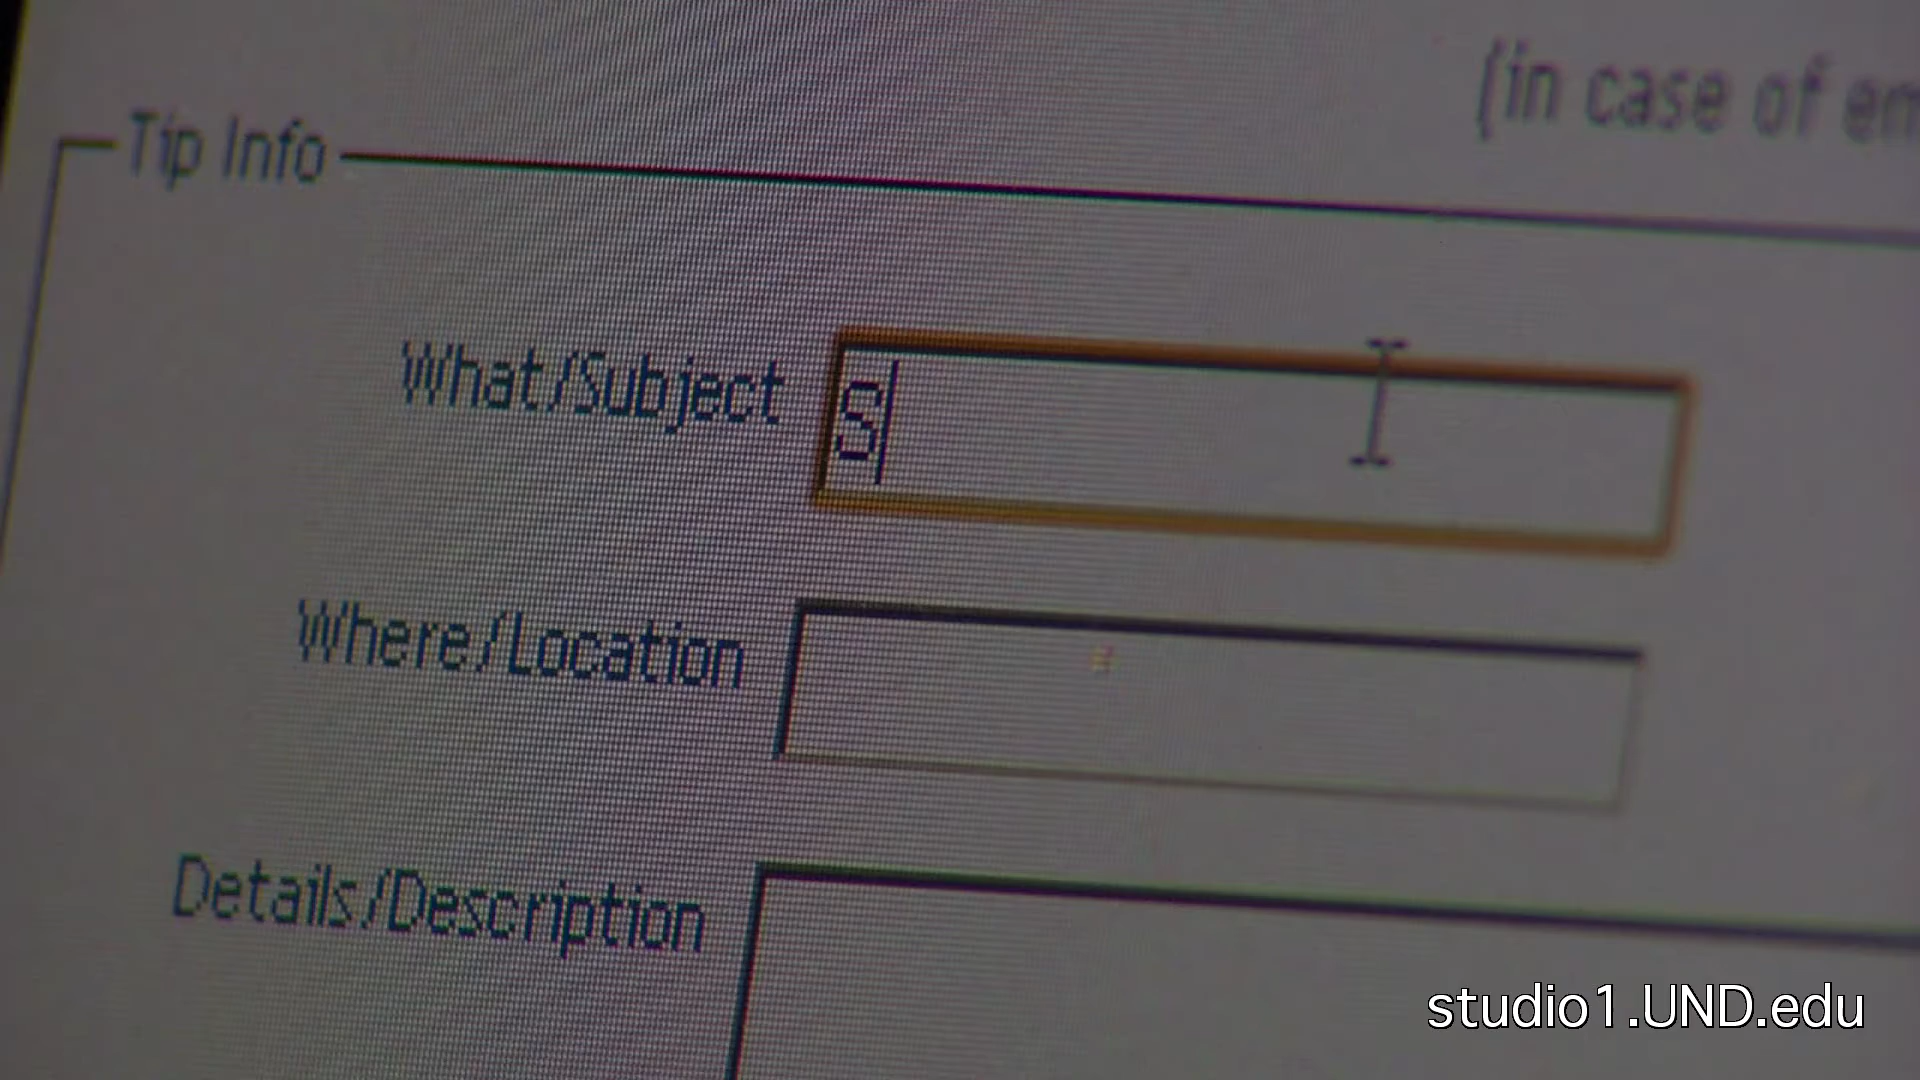 (in case of em
Tip Info
What/Subject
S
Where/Location
Details/Description
studio1.UND.edu